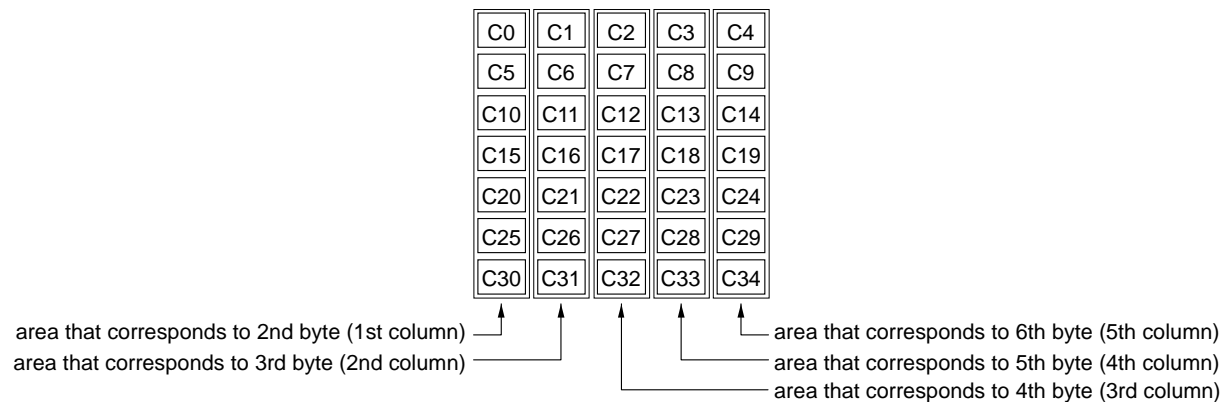 C0 C1 C2 C3 C4
C5 C6 C7 C8 C9
C10 C11 C12 C13 C14
C15 C16 C17 C18 C19
C20 C21 C22 C23 C24
C25 C26 C27 C28 C29
C30 C31 C32 C33 C34
area that corresponds to 2nd byte (1st column)
area that corresponds to 6th byte (5th column)
area that corresponds to 3rd byte (2nd column)
area that corresponds to 5th byte (4th column)
area that corresponds to 4th byte (3rd column)